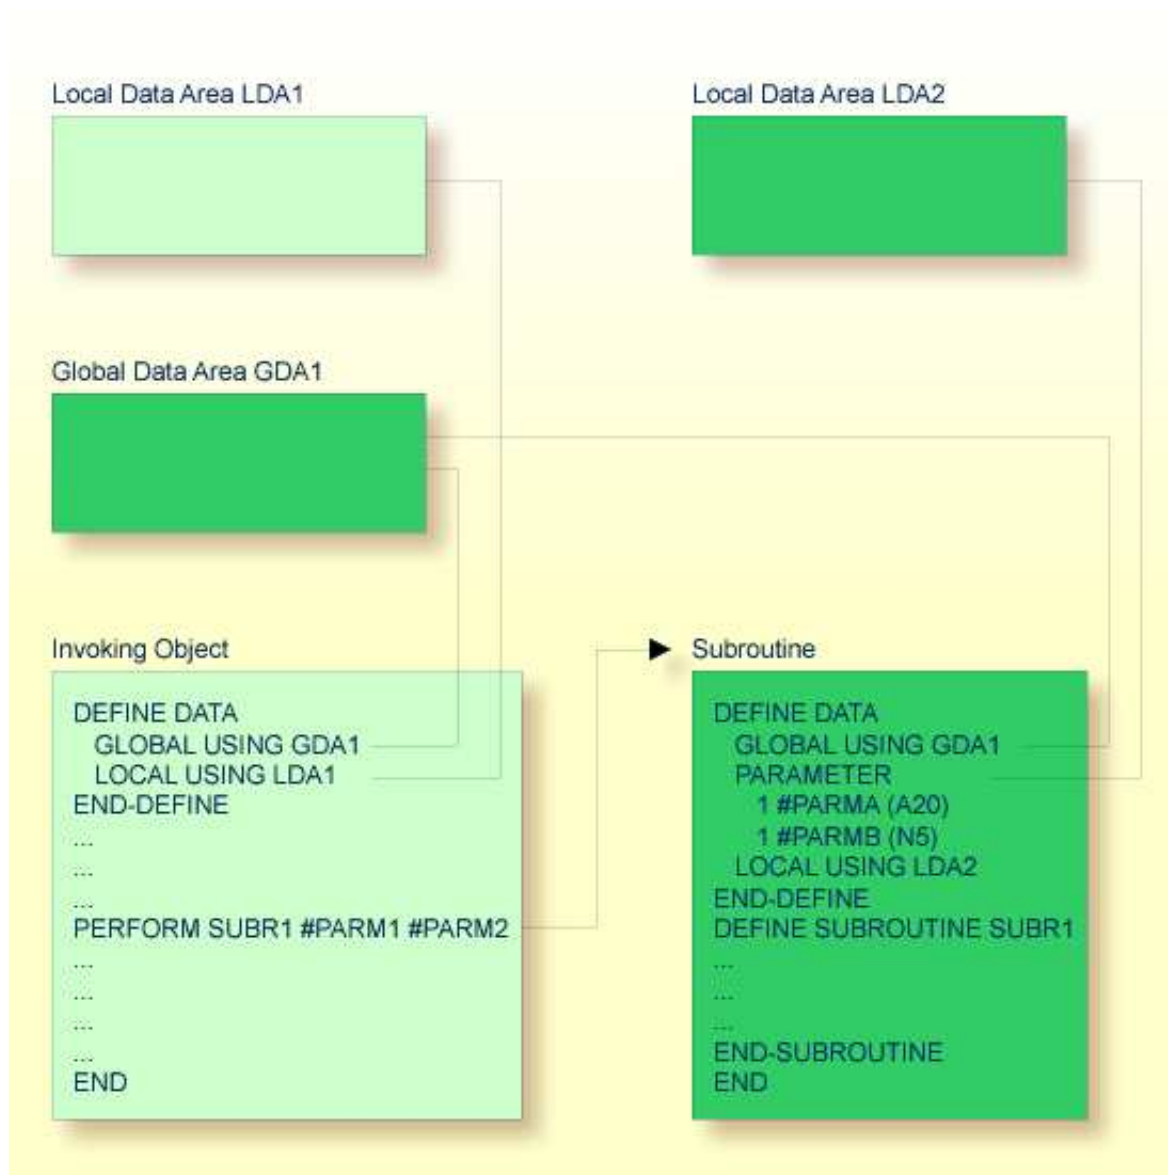 Local Data Area LDA1
Local Data Area LDA2
Global Data Area GDA1
Invoking Object
DEFINE DATA
GLOBAL USING GDA1
LOCAL USING LDA1
END-DEFINE
...
...
...
PERFORM SUBR1 #PARM1 #PARM2
...
...
...
...
END
Subroutine
DEFINE DATA
GLOBAL USING GDA1
PARAMETER
1 #PARMA (A20)
1 #PARMB (N5)
LOCAL USING LDA2
END-DEFINE
DEFINE SUBROUTINE SUBR1
...
...
...
END-SUBROUTINE
END